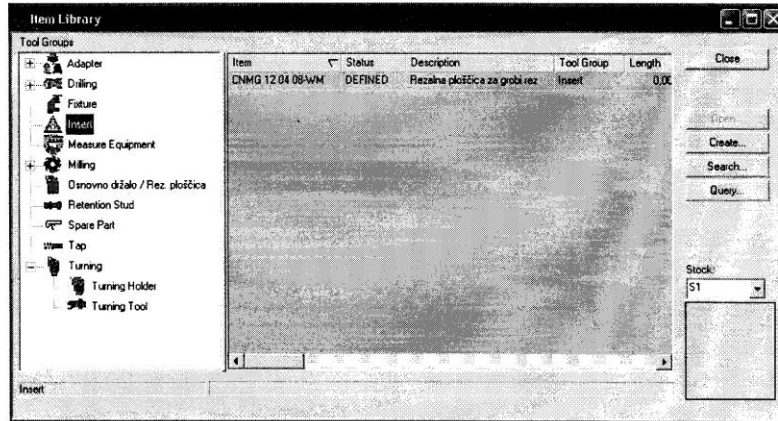 Item Library
Tool Groups
Adapter
Drilling
Fixture
Insert
Measure Equipment
Milling
Osnovno držalo / Rez. ploščica
Retention Stud
Spare Part
Tap
Turning
Turning Holder
Turning Tool
Item Status Description Tool Group Length
CNMG 12 04 08-WM DEFINED Rezalna ploščica za grobi rez Insert 0,00
Close
Open...
Create...
Search...
Query...
Stock:
S1
Insert